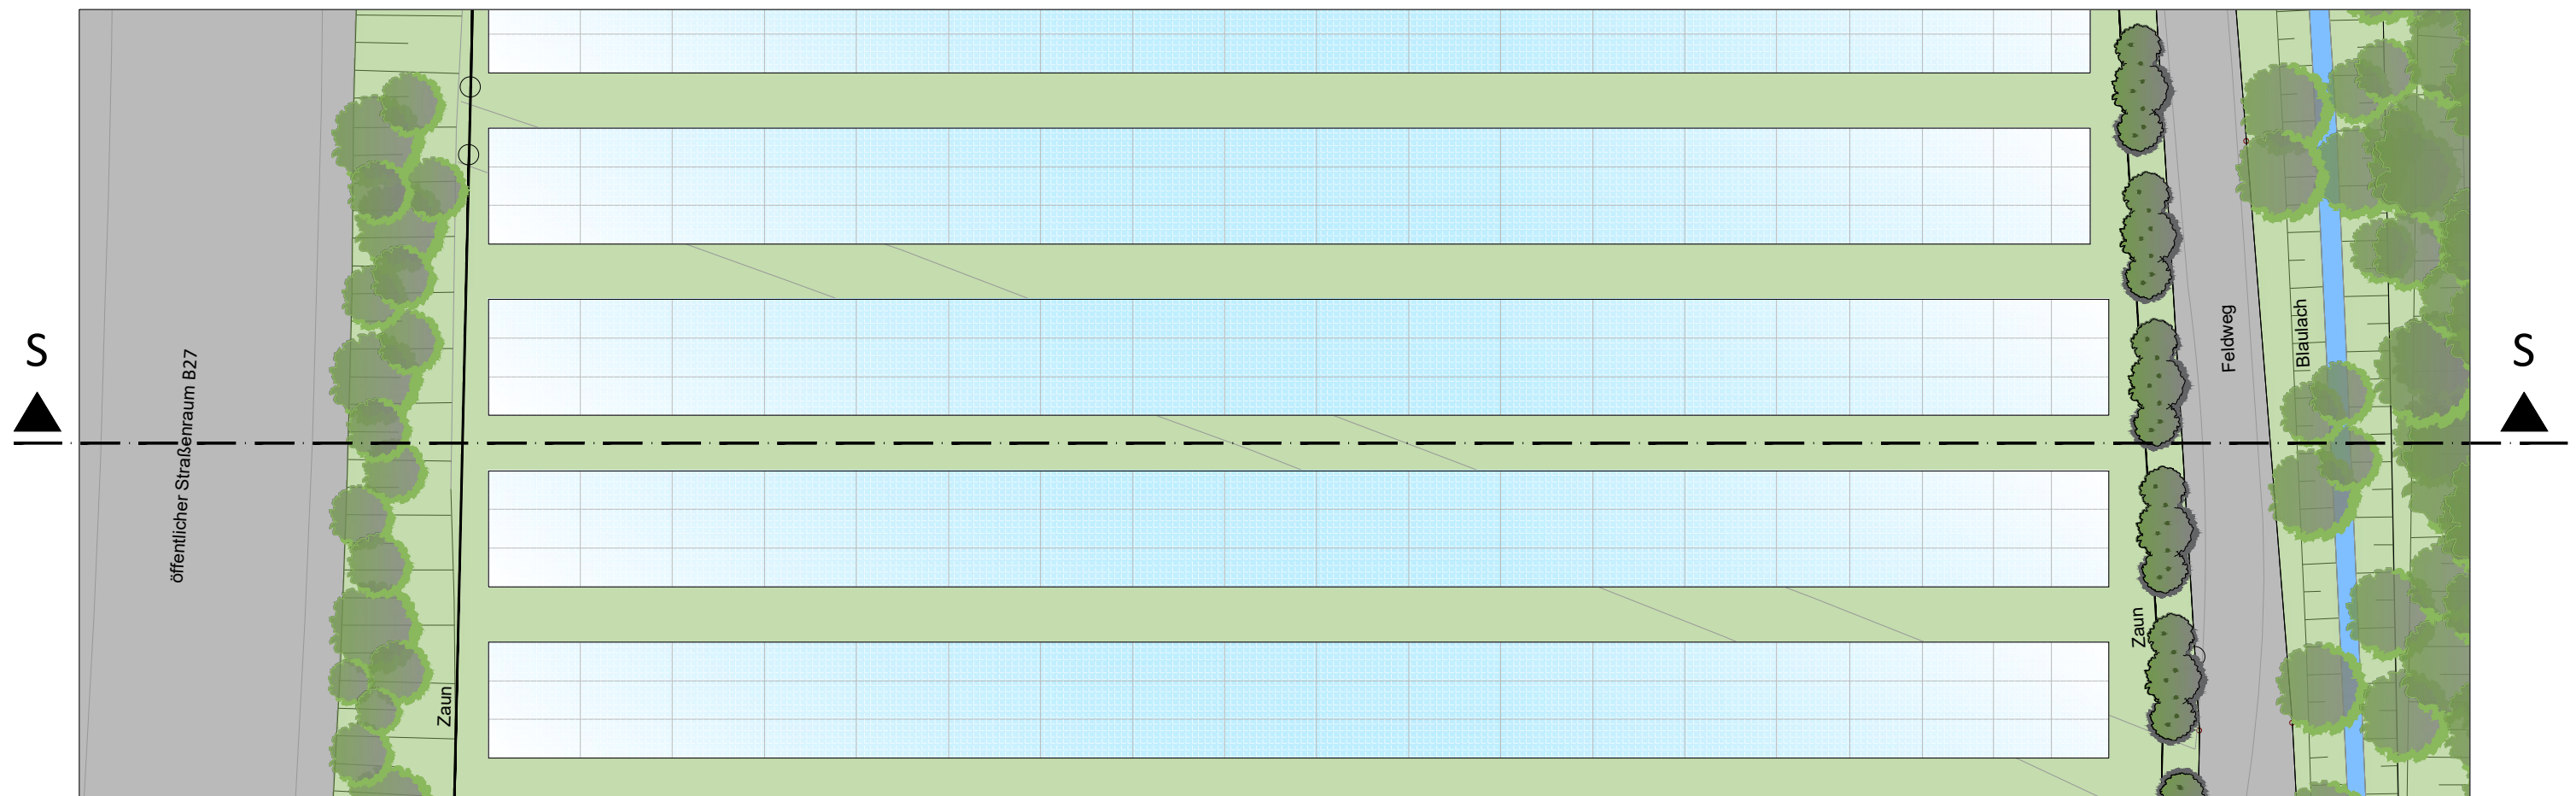 S
öffentlicher Straßenraum B27
Zaun
Zaun
Feldweg
Blaulach
S